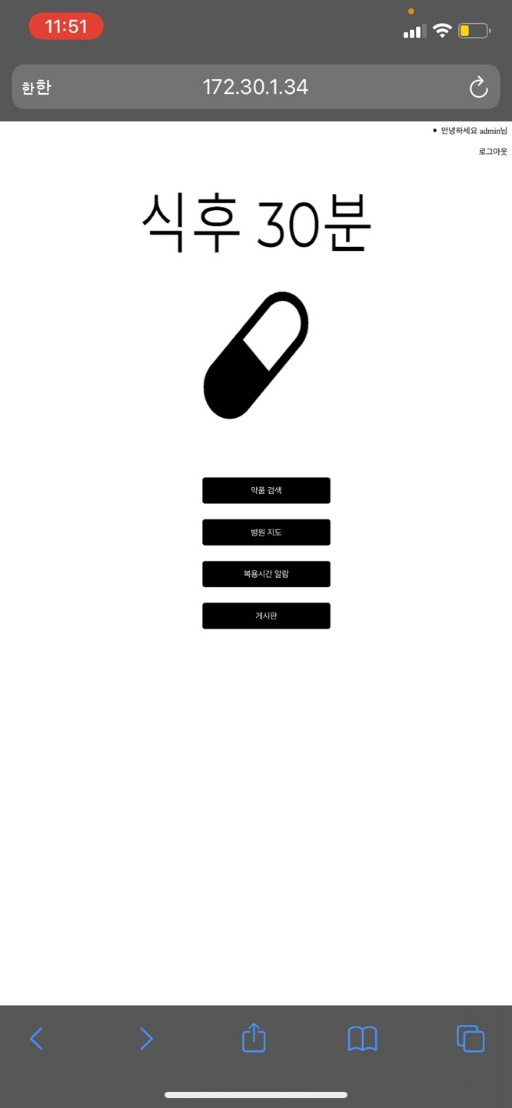 11:51
한한
172.30.1.34
• 안녕하세요 admin님
로그아웃
식후 30분
약품 검색
병원 지도
복용시간 알람
게시판